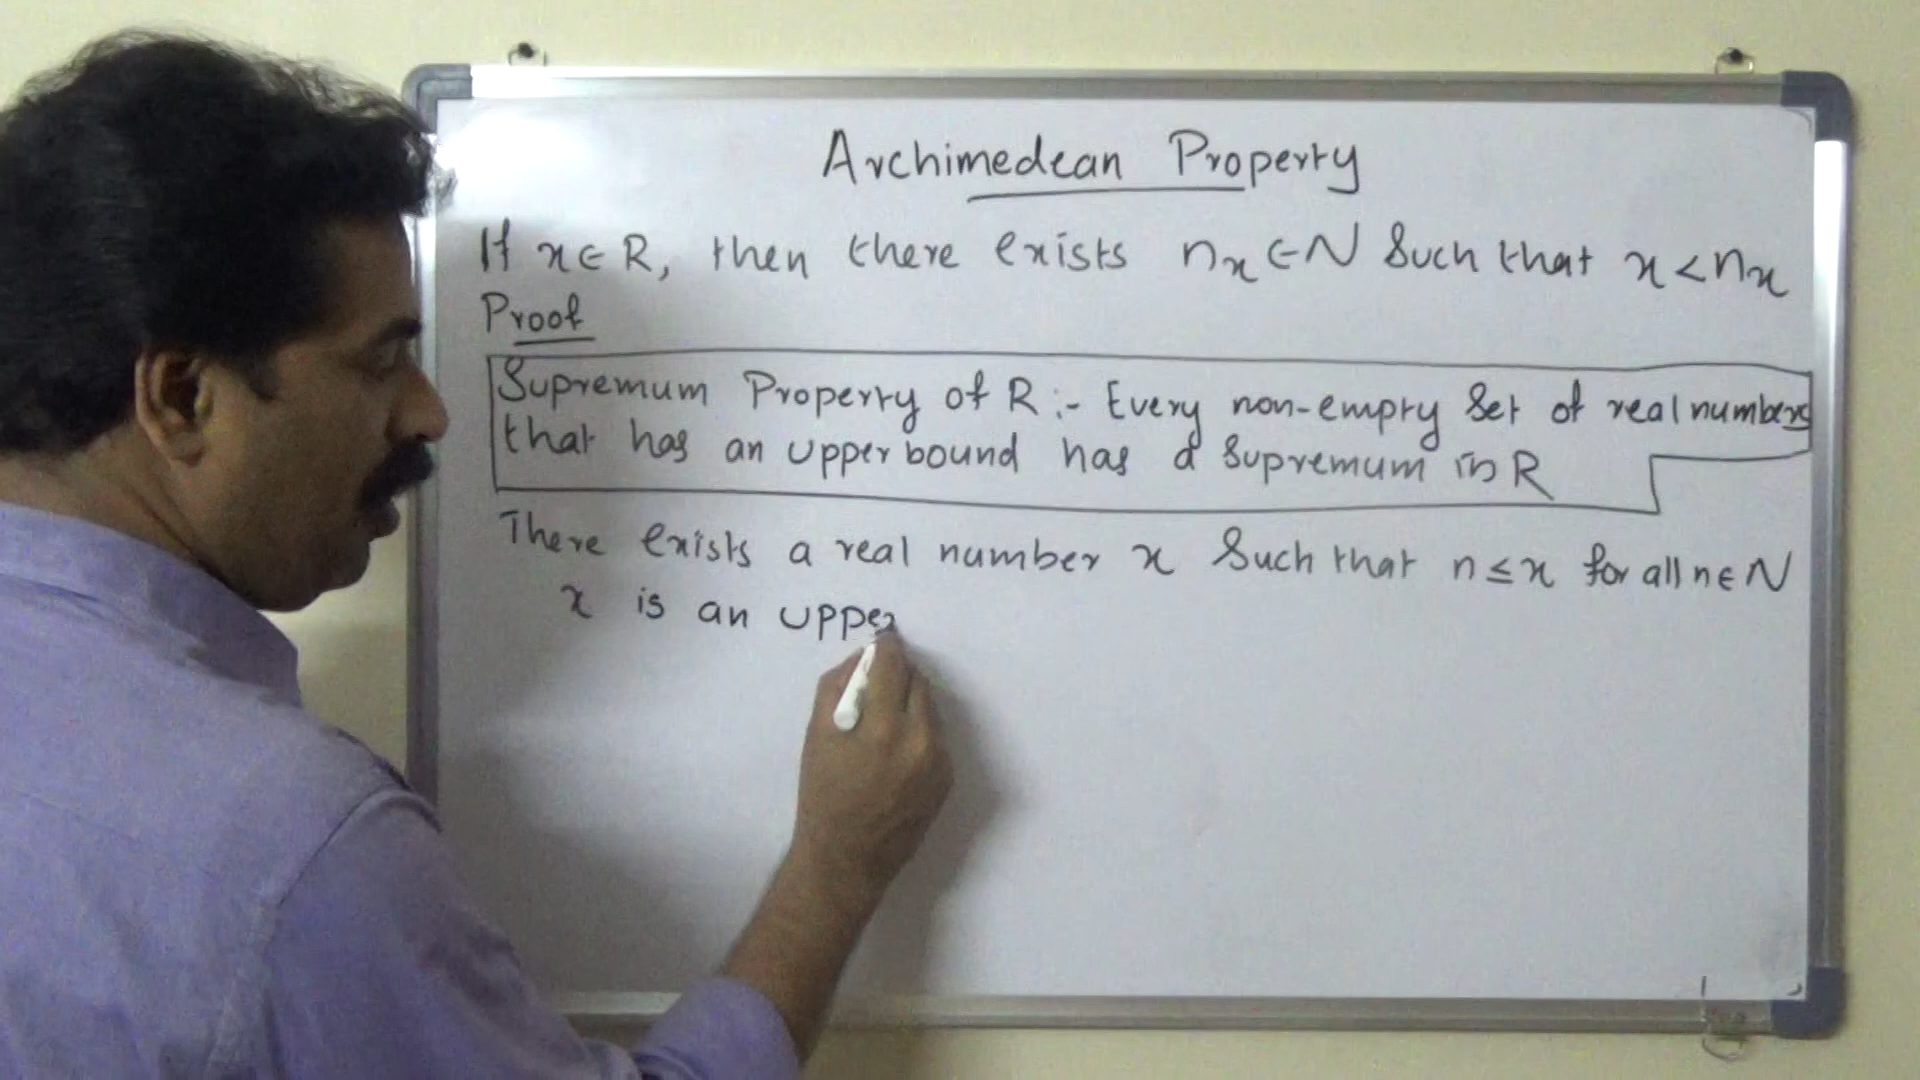 Archimedean Property
If x∈R, then there exists nₓ∈N such that x<nₓ
Proof
Supremum Property of R:- Every non-empty set of real numbers
that has an upper bound has a supremum in R
There exists a real number x such that n≤x for all n∈N
x is an upper